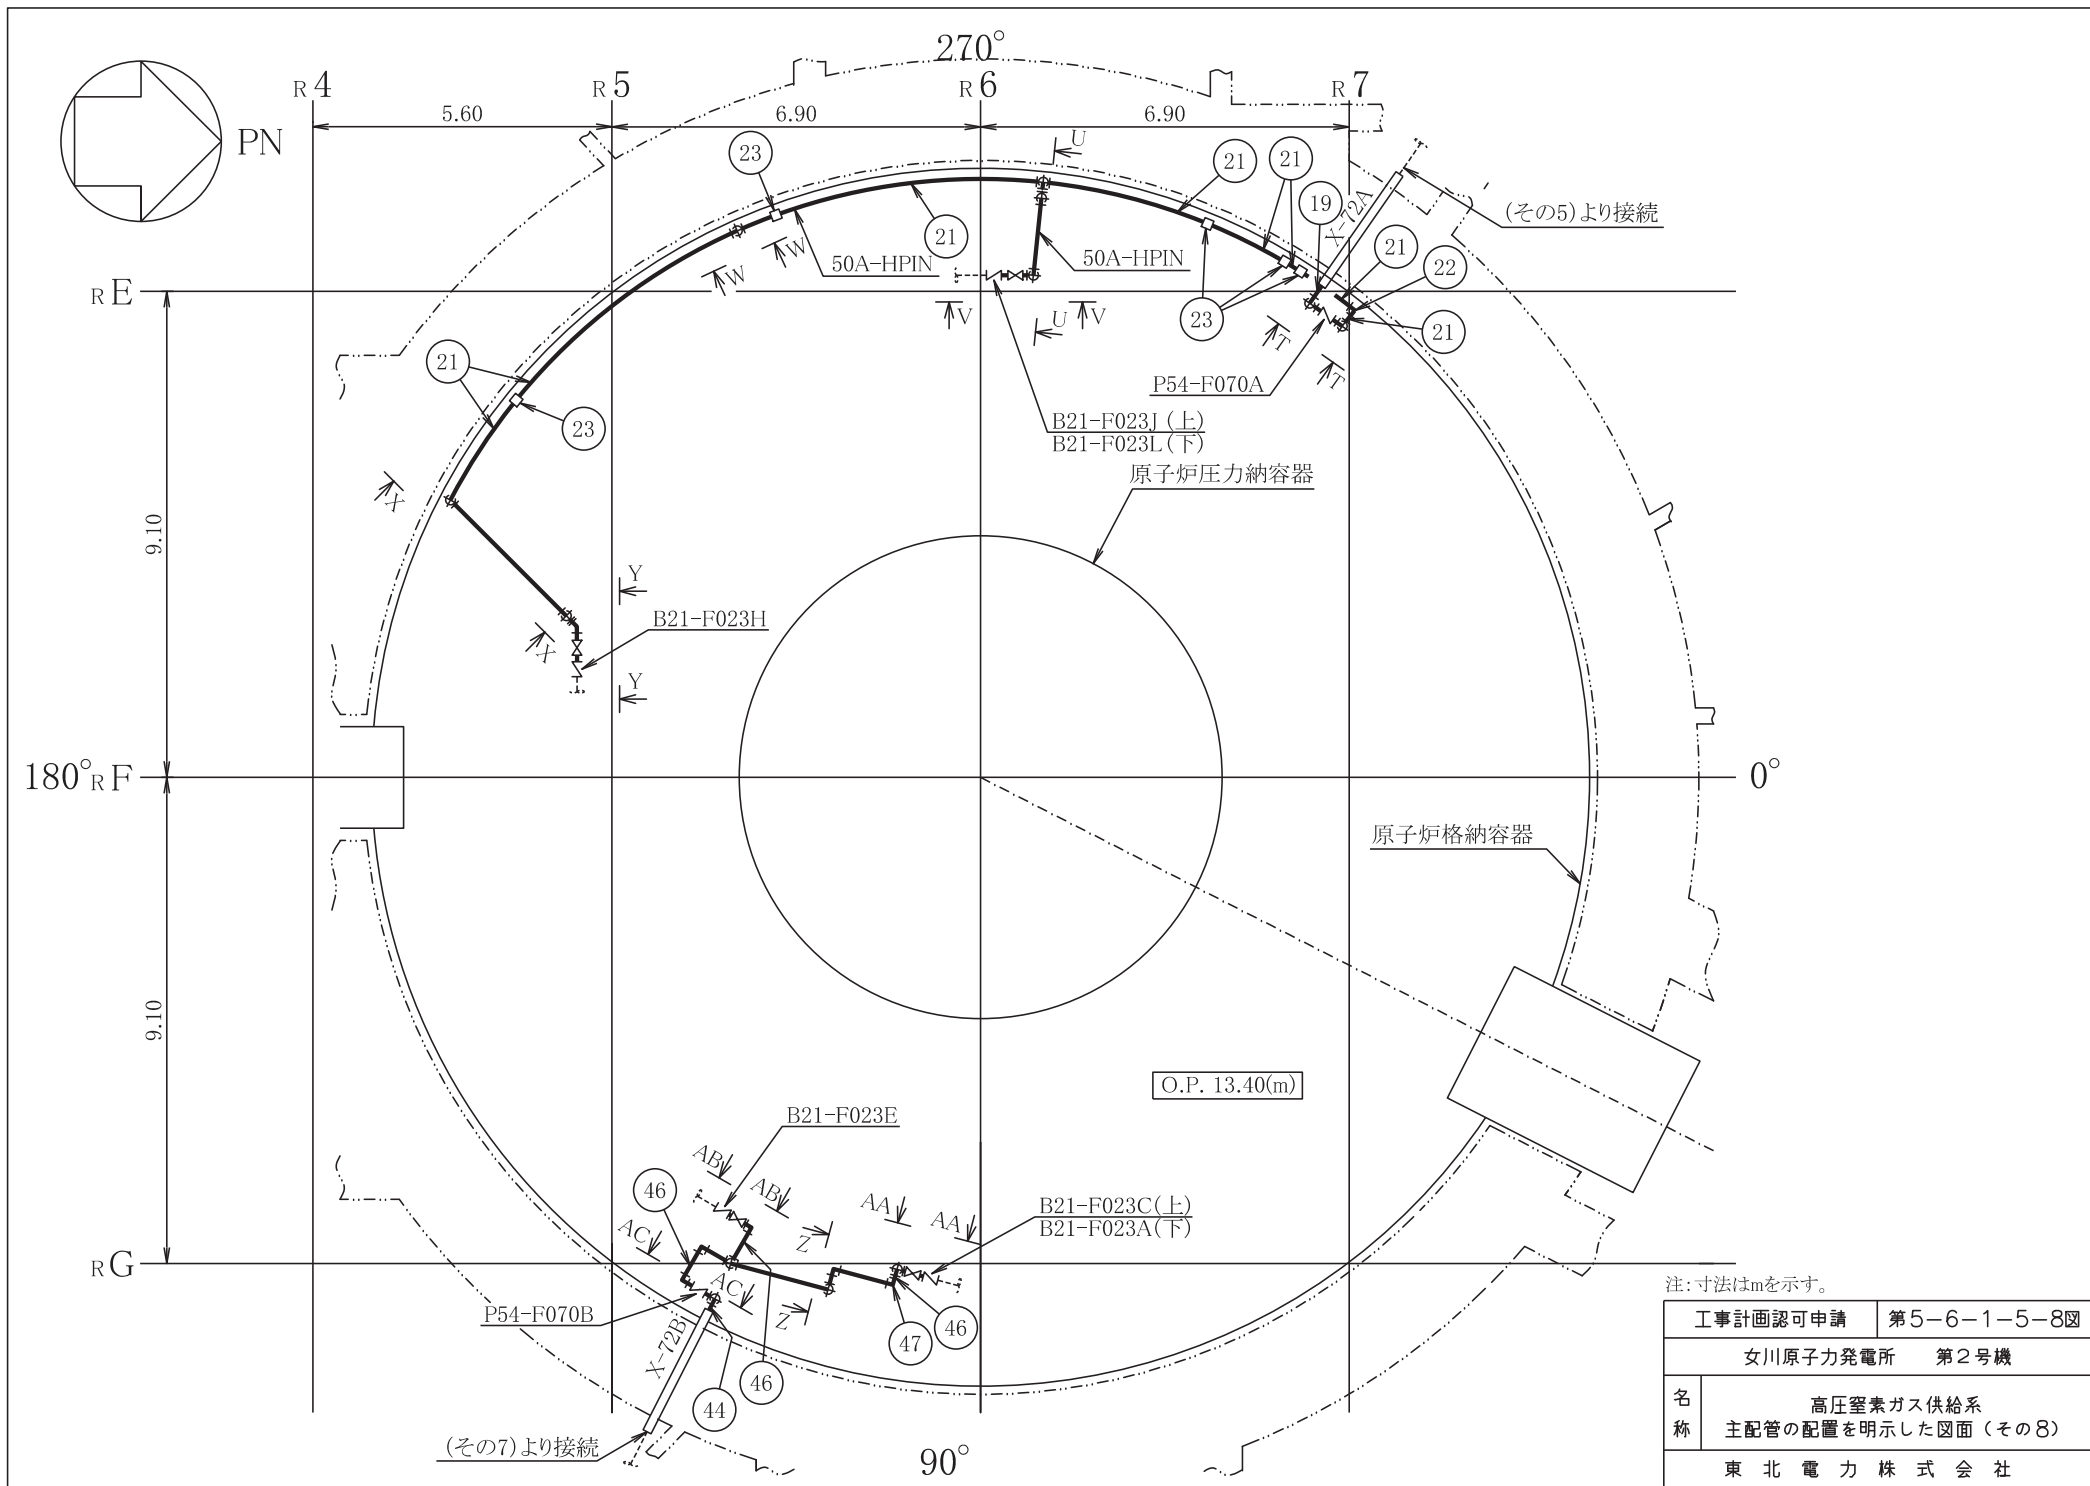 270°
R4
R5
R6
R7
5.60
6.90
6.90
PN
U
23
21
21
19
X-72A
(その5)より接続
21
22
W
W
21
50A-HPIN
50A-HPIN
RE
V
U
V
23
T
21
T
P54-F070A
21
23
B21-F023J(上)
B21-F023L(下)
原子炉圧力納容器
X
9.10
Y
B21-F023H
X
Y
180°
RF
0°
原子炉格納容器
9.10
O.P. 13.40(m)
B21-F023E
AB
46
AB
AA
AA
B21-F023C(上)
B21-F023A(下)
AC
Z
RG
AC
P54-F070B
Z
46
47
X-72B
46
44
(その7)より接続
90°
注:寸法はmを示す。
工事計画認可申請 第5-6-1-5-8図
女川原子力発電所 第2号機
名称
高圧窒素ガス供給系
主配管の配置を明示した図面(その8)
東北電力株式会社